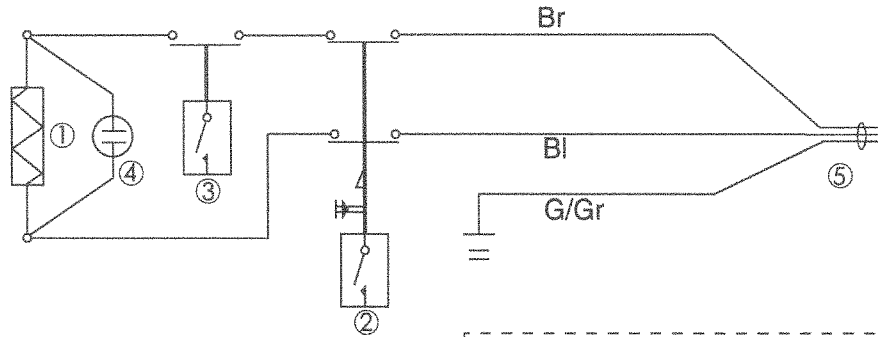 Br
①
④
③
Bl
⑤
G/Gr
②